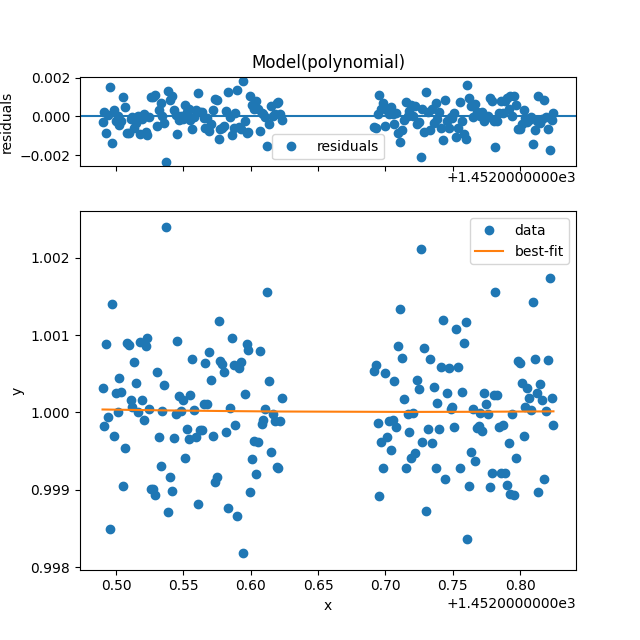 Model(polynomial)
0.002
0.000
−0.002
residuals
residuals
+1.4520000000e3
1.002
1.001
1.000
0.999
0.998
y
data
best-fit
0.50 0.55 0.60 0.65 0.70 0.75 0.80
x
+1.4520000000e3